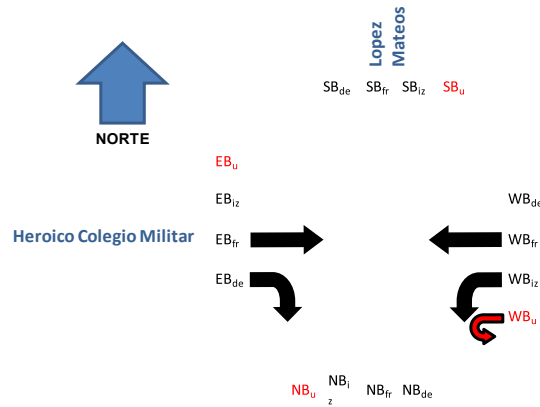 Lopez
Mateos
SBde SBfr SBiz SBu
NORTE
EBu
EBiz
WBde
Heroico Colegio Militar
EBfr
WBfr
EBde
WBiz
WBu
NBu NBi
z NBfr NBde